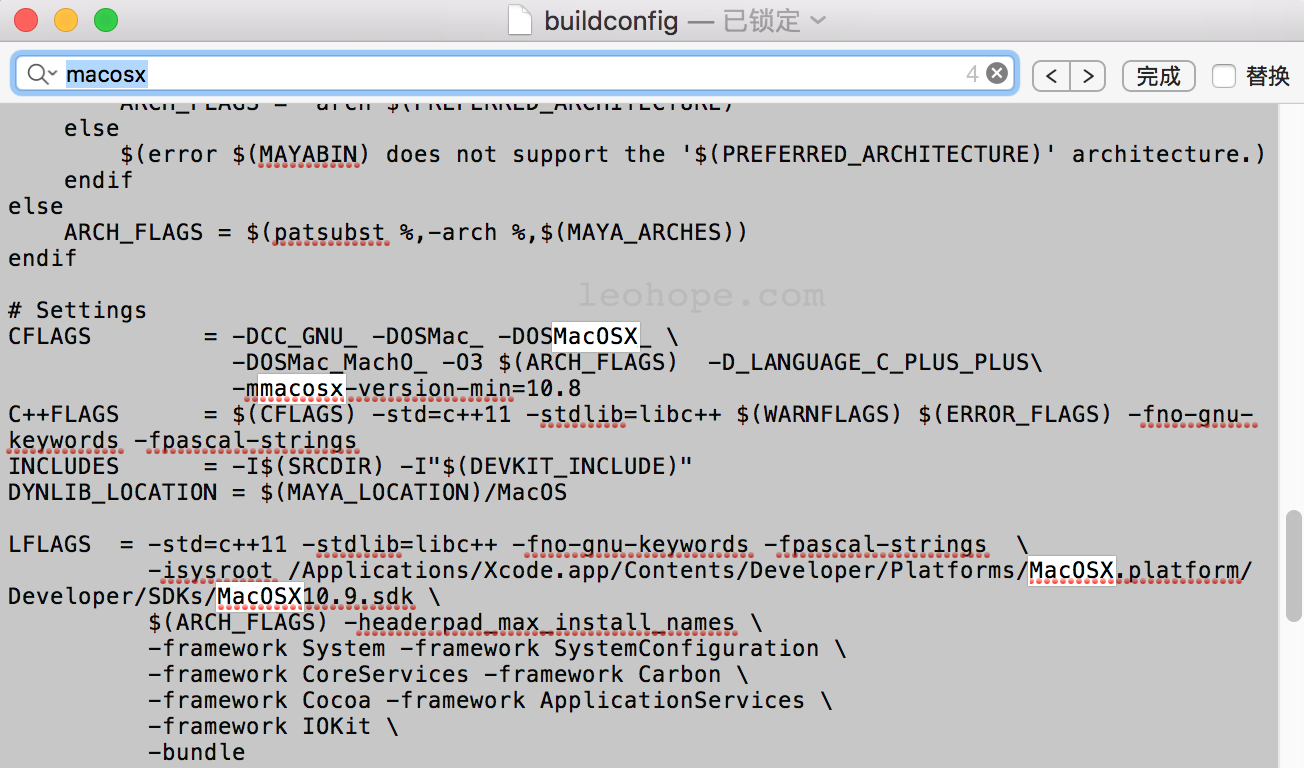 buildconfig — 已锁定
macosx 4 < > 完成 替换
ARCH_FLAGS = -arch $(PREFERRED_ARCHITECTURE)
else
$(error $(MAYABIN) does not support the '$(PREFERRED_ARCHITECTURE)' architecture.)
endif
else
ARCH_FLAGS = $(patsubst %,-arch %,$(MAYA_ARCHES))
endif
leohope.com
# Settings
CFLAGS = -DCC_GNU_ -DOSMac_ -DOSMacOSX_ \
-DOSMac_MachO_ -O3 $(ARCH_FLAGS) -D_LANGUAGE_C_PLUS_PLUS\
-mmacosx-version-min=10.8
C++FLAGS = $(CFLAGS) -std=c++11 -stdlib=libc++ $(WARNFLAGS) $(ERROR_FLAGS) -fno-gnu-
keywords -fpascal-strings
INCLUDES = -I$(SRCDIR) -I"$(DEVKIT_INCLUDE)"
DYNLIB_LOCATION = $(MAYA_LOCATION)/MacOS
LFLAGS = -std=c++11 -stdlib=libc++ -fno-gnu-keywords -fpascal-strings \
-isysroot /Applications/Xcode.app/Contents/Developer/Platforms/MacOSX.platform/
Developer/SDKs/MacOSX10.9.sdk \
$(ARCH_FLAGS) -headerpad_max_install_names \
-framework System -framework SystemConfiguration \
-framework CoreServices -framework Carbon \
-framework Cocoa -framework ApplicationServices \
-framework IOKit \
-bundle